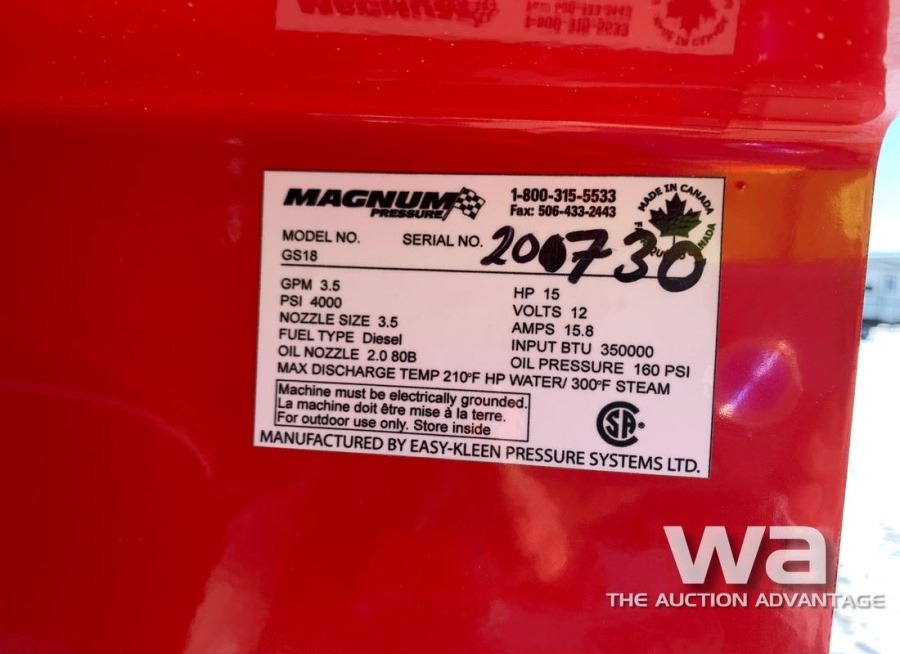 MAGNUM
PRESSURE
1-800-315-5533
Fax: 506-433-2443
MADE IN CANADA
MODEL NO.
GS18
SERIAL NO. 200730
GPM 3.5
PSI 4000
NOZZLE SIZE 3.5
FUEL TYPE Diesel
OIL NOZZLE 2.0 80B
HP 15
VOLTS 12
AMPS 15.8
INPUT BTU 350000
OIL PRESSURE 160 PSI
MAX DISCHARGE TEMP 210°F HP WATER/ 300°F STEAM
Machine must be electrically grounded.
La machine doit être mise à la terre.
For outdoor use only. Store inside
CSA
MANUFACTURED BY EASY-KLEEN PRESSURE SYSTEMS LTD.
wa
THE AUCTION ADVANTAGE